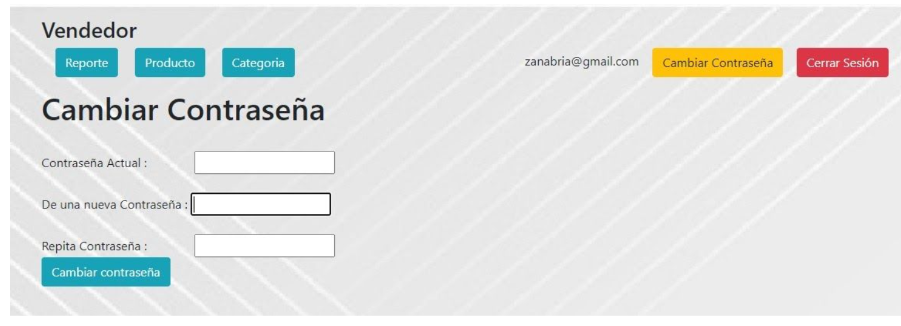 Vendedor
Reporte Producto Categoria zanabria@gmail.com Cambiar Contraseña Cerrar Sesión
Cambiar Contraseña
Contraseña Actual :
De una nueva Contraseña :
Repita Contraseña :
Cambiar contraseña